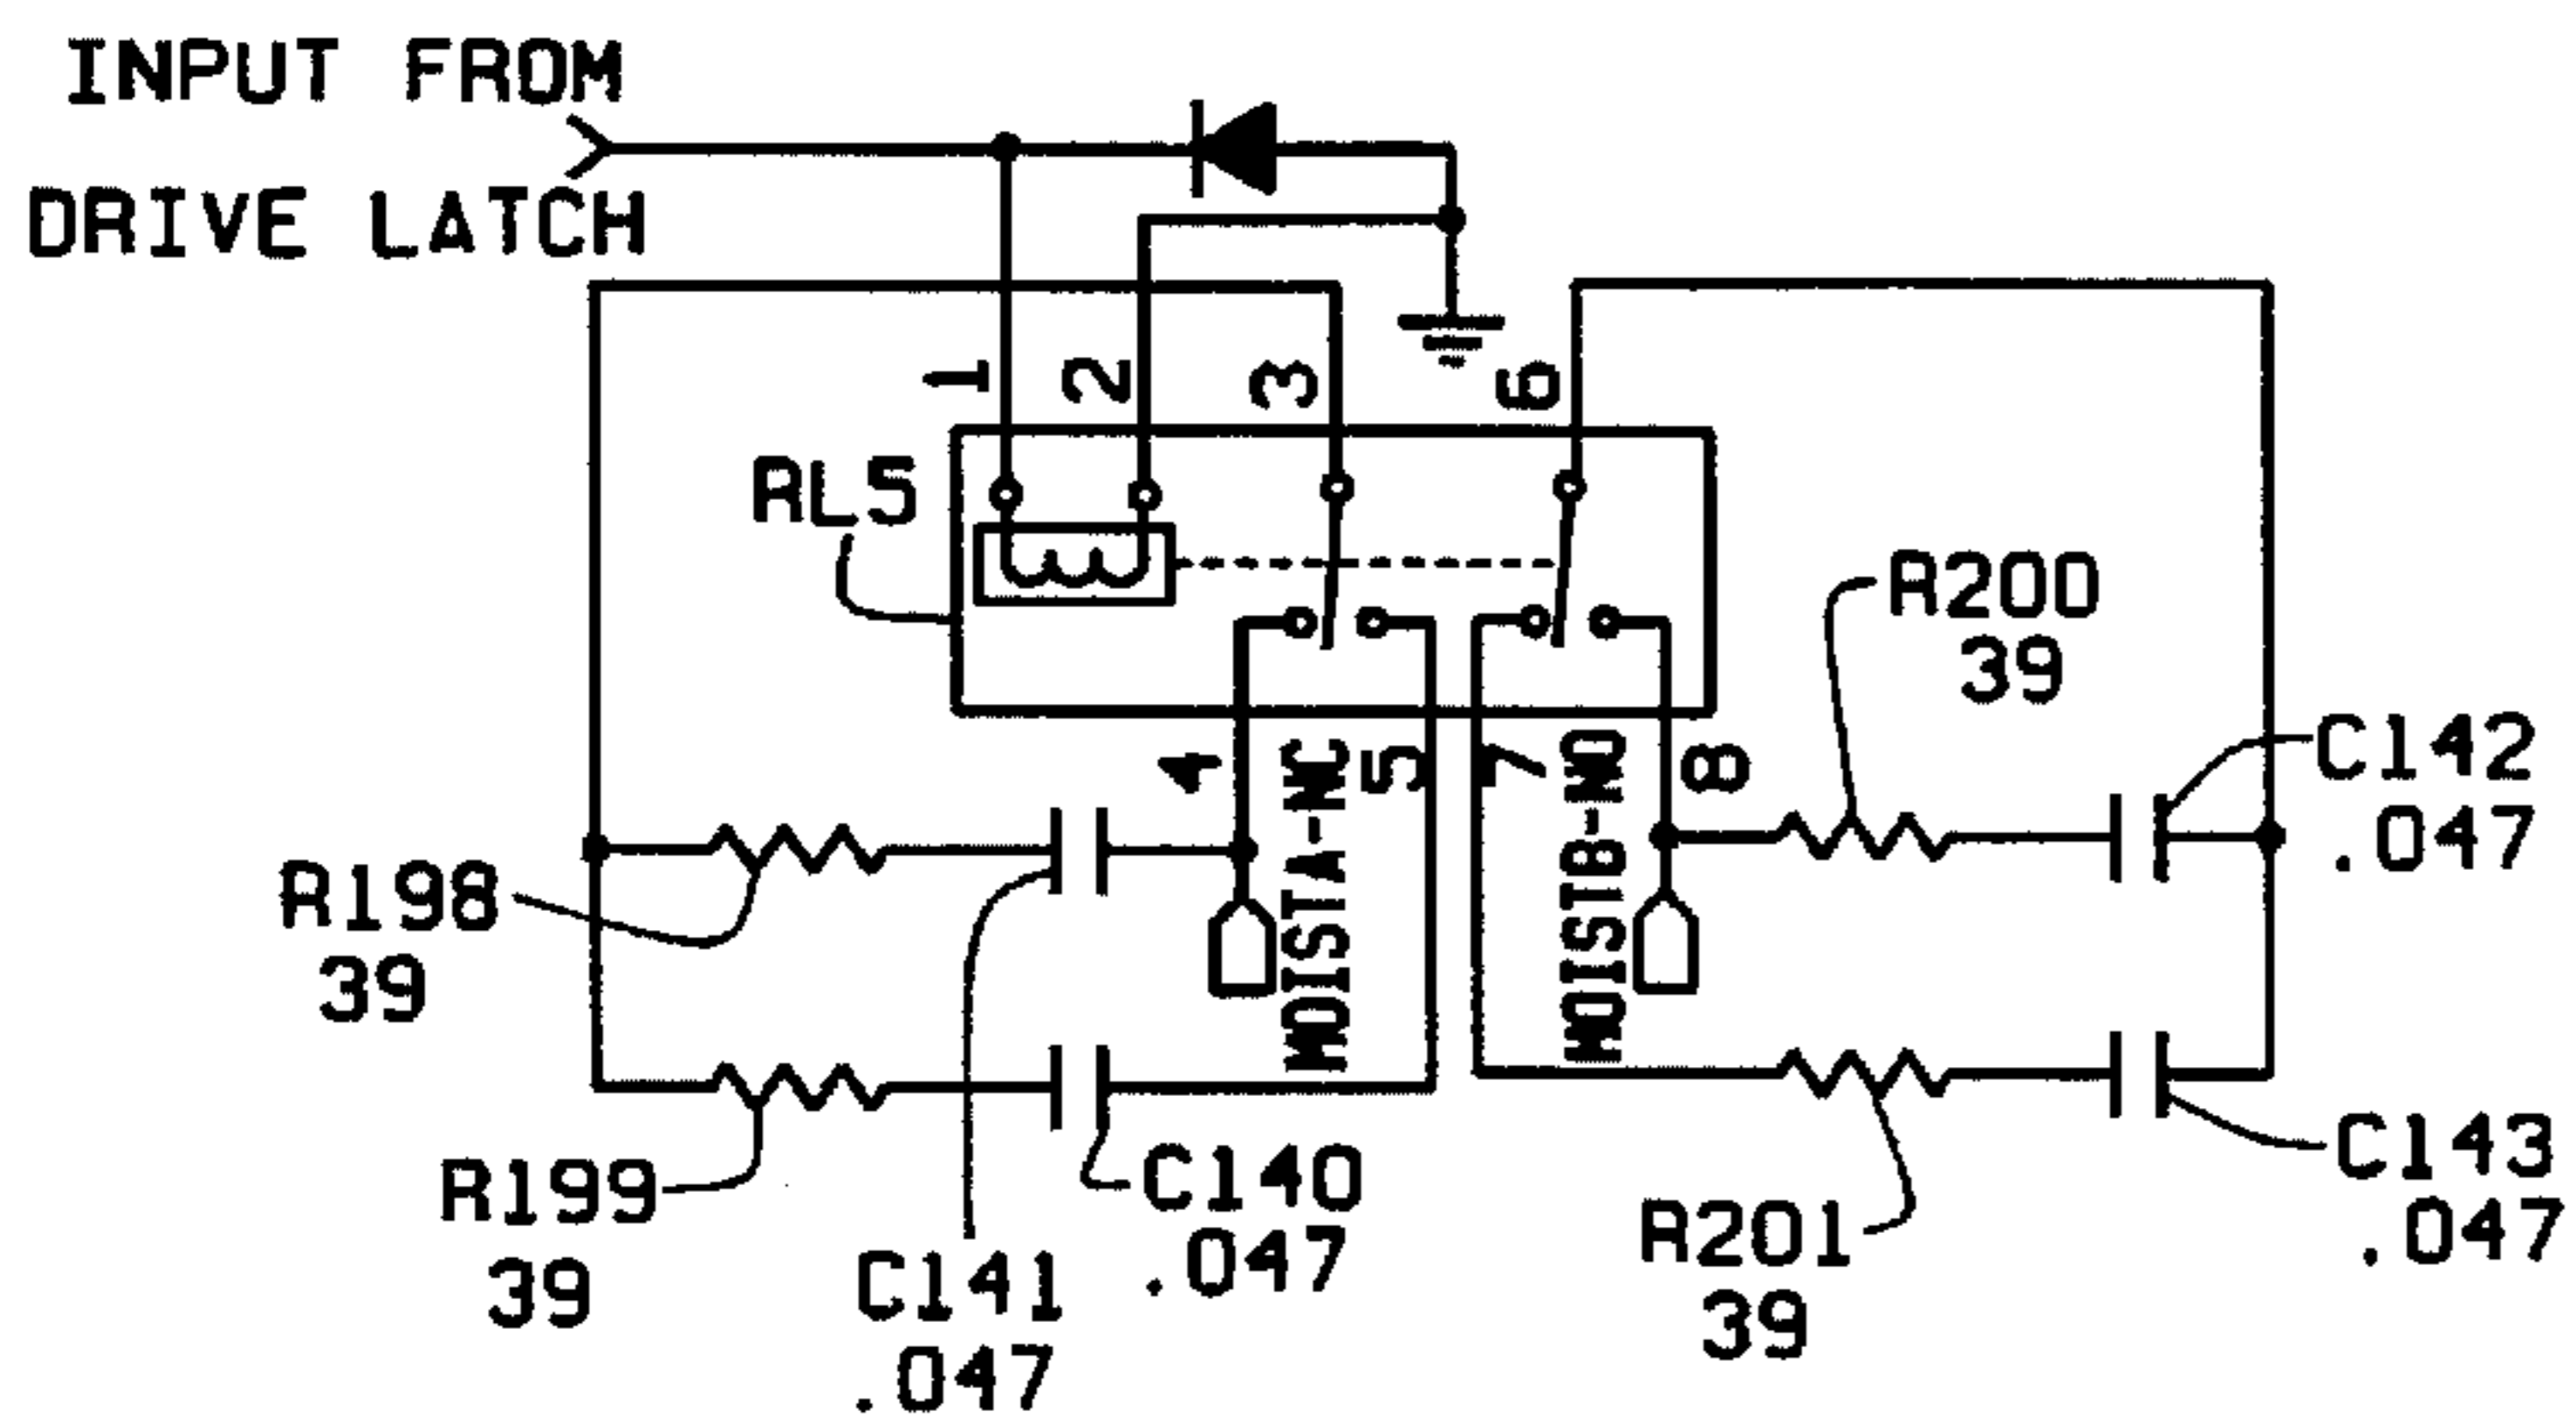 INPUT FROM
DRIVE LATCH
1
2
3
6
RL5
R200
39
C142
.047
4
MOISTA-NC
5
7
MOISTB-NO
8
R198
39
R199
39
C141
.047
C140
.047
R201
39
C143
.047